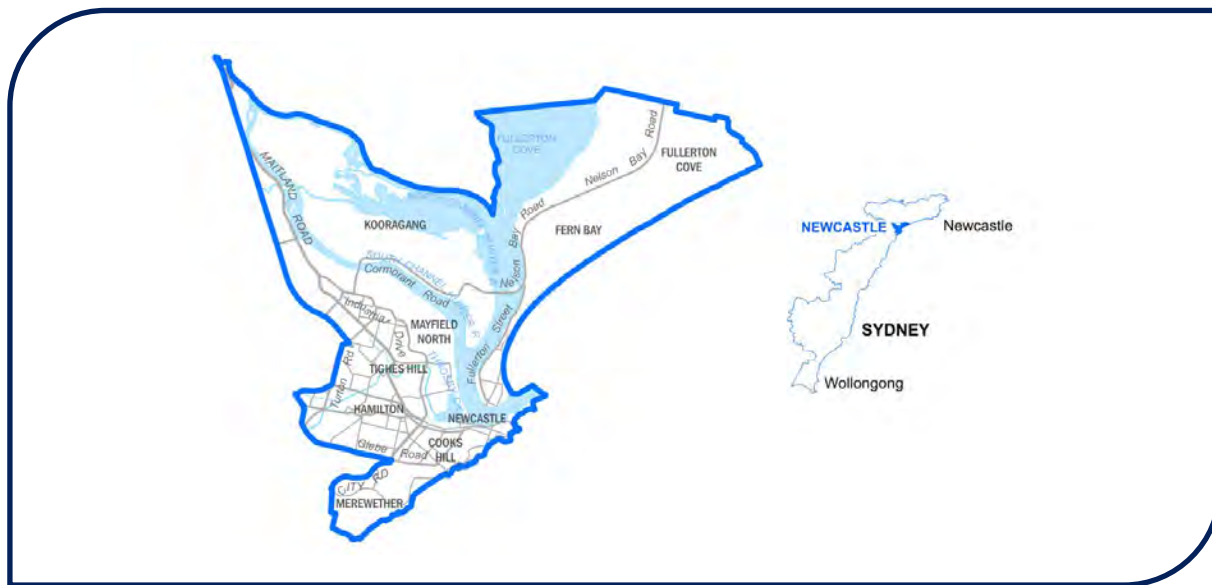 FULLERTON
COVE
Nelson Bay Road
FULLERTON
COVE
MAITLAND
ROAD
KOORAGANG
FERN BAY
Nelson Bay Road
SOUTH CHANNEL
Cormorant Road
Industrial Drive
MAYFIELD
NORTH
Fullerton Street
TIGHES HILL
Turton Rd
HAMILTON
NEWCASTLE
COOKS
HILL
Glebe Road
CITY RD
MEREWETHER
NEWCASTLE
Newcastle
SYDNEY
Wollongong